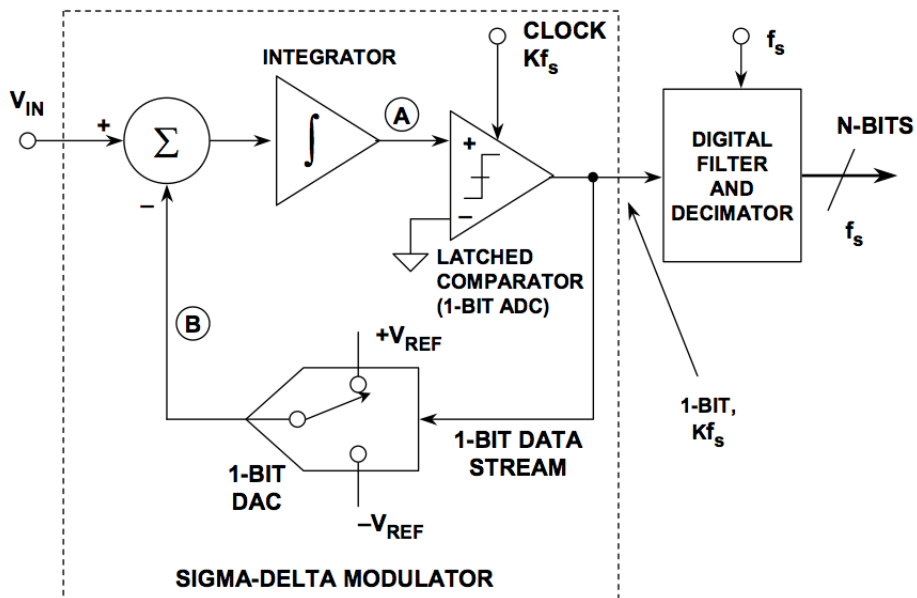 CLOCK
Kfs
fs
INTEGRATOR
VIN
+
Σ
–
∫
A
+
–
LATCHED
COMPARATOR
(1-BIT ADC)
DIGITAL
FILTER
AND
DECIMATOR
N-BITS
fs
B
+VREF
1-BIT DATA
STREAM
1-BIT
DAC
–VREF
1-BIT,
Kfs
SIGMA-DELTA MODULATOR